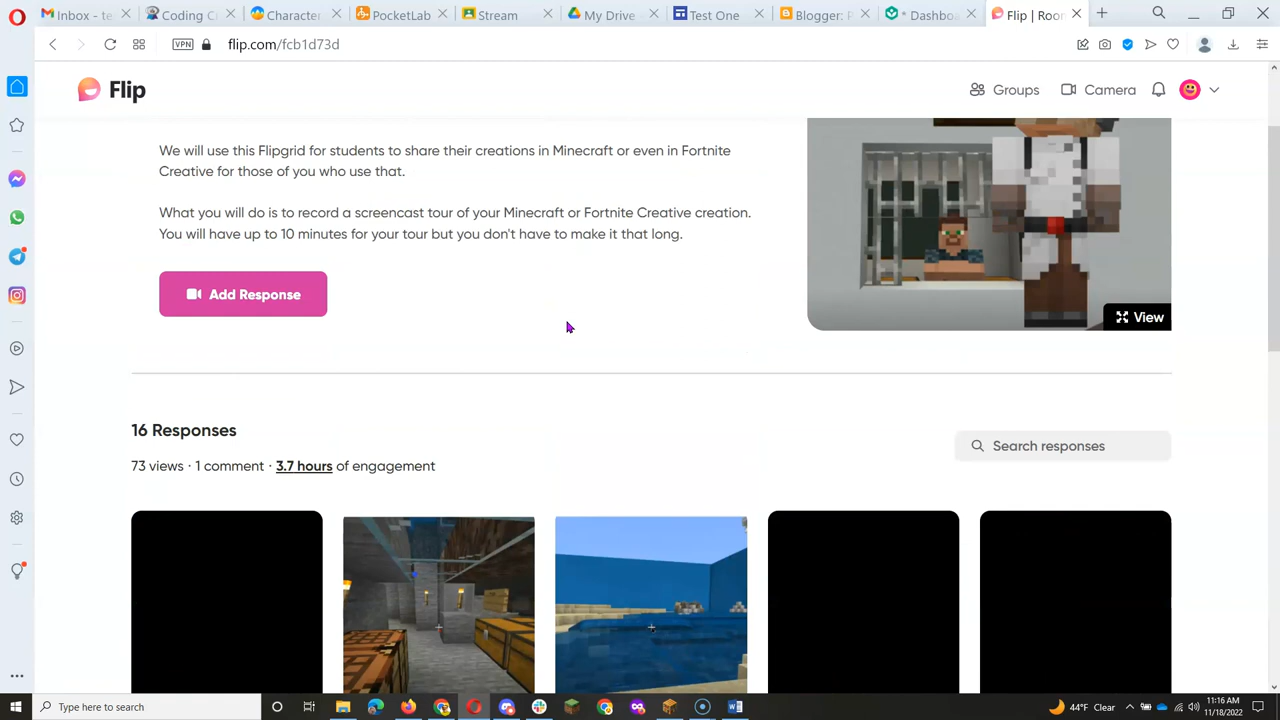 Inbox - t
Coding C
Character
PocketLab
Stream
My Drive
Test One
Blogger: P
* Dashbo
Flip | Roor
VPN
flip.com/fcb1d73d
Flip
Groups
Camera
We will use this Flipgrid for students to share their creations in Minecraft or even in Fortnite
Creative for those of you who use that.
What you will do is to record a screencast tour of your Minecraft or Fortnite Creative creation.
You will have up to 10 minutes for your tour but you don't have to make it that long.
Add Response
View
16 Responses
Search responses
73 views · 1 comment · 3.7 hours of engagement
Type here to search
44°F Clear
11:16 AM
11/18/2022